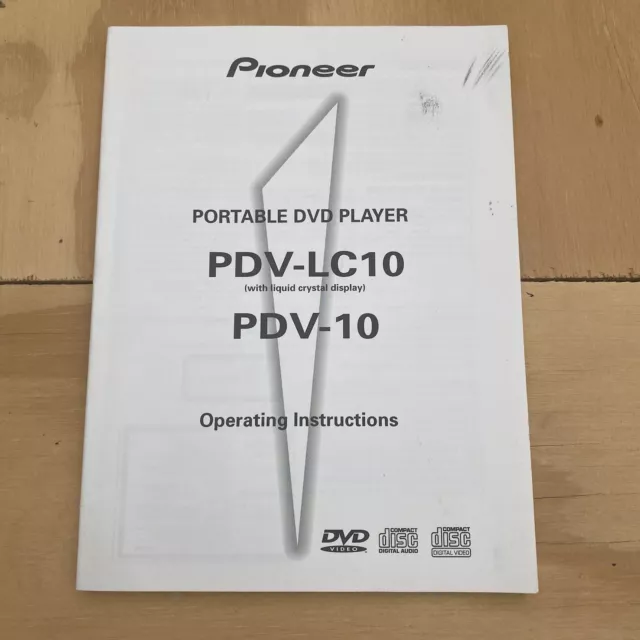 Pioneer
PORTABLE DVD PLAYER
PDV-LC10
(with liquid crystal display)
PDV-10
Operating Instructions
DVD
VIDEO
COMPACT
disc
DIGITAL AUDIO
COMPACT
disc
DIGITAL VIDEO